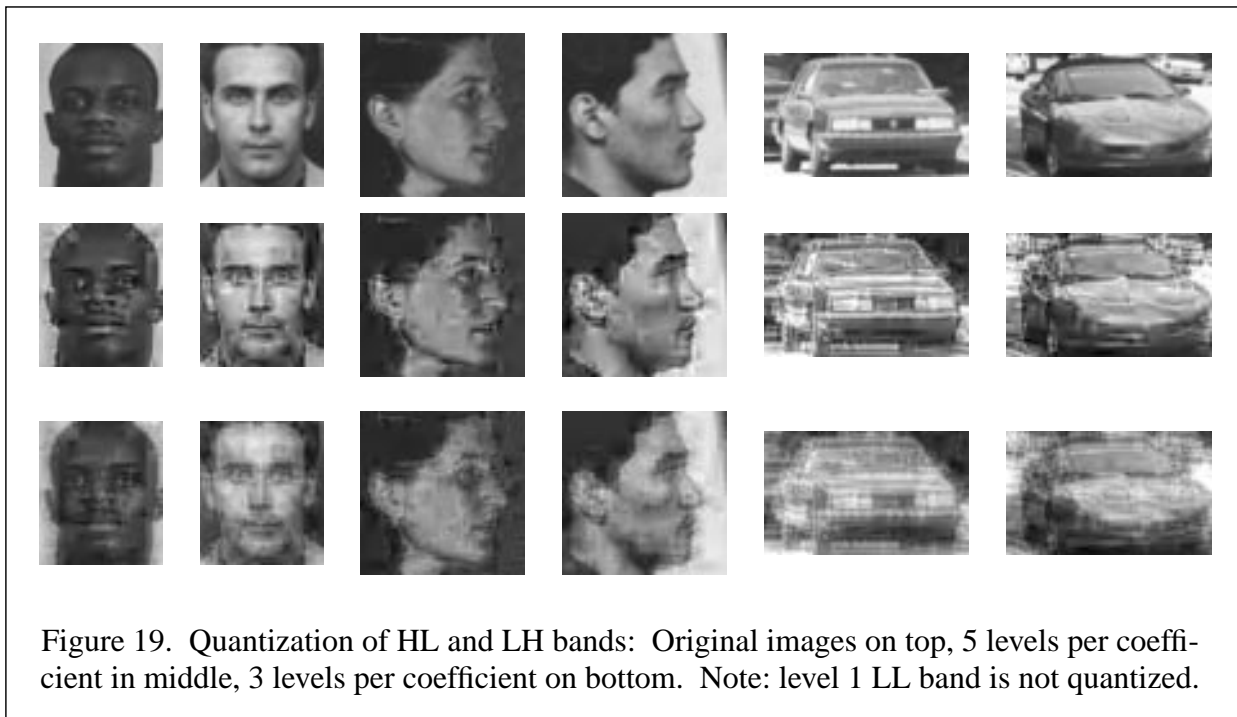 Figure 19. Quantization of HL and LH bands: Original images on top, 5 levels per coeffi-
cient in middle, 3 levels per coefficient on bottom. Note: level 1 LL band is not quantized.